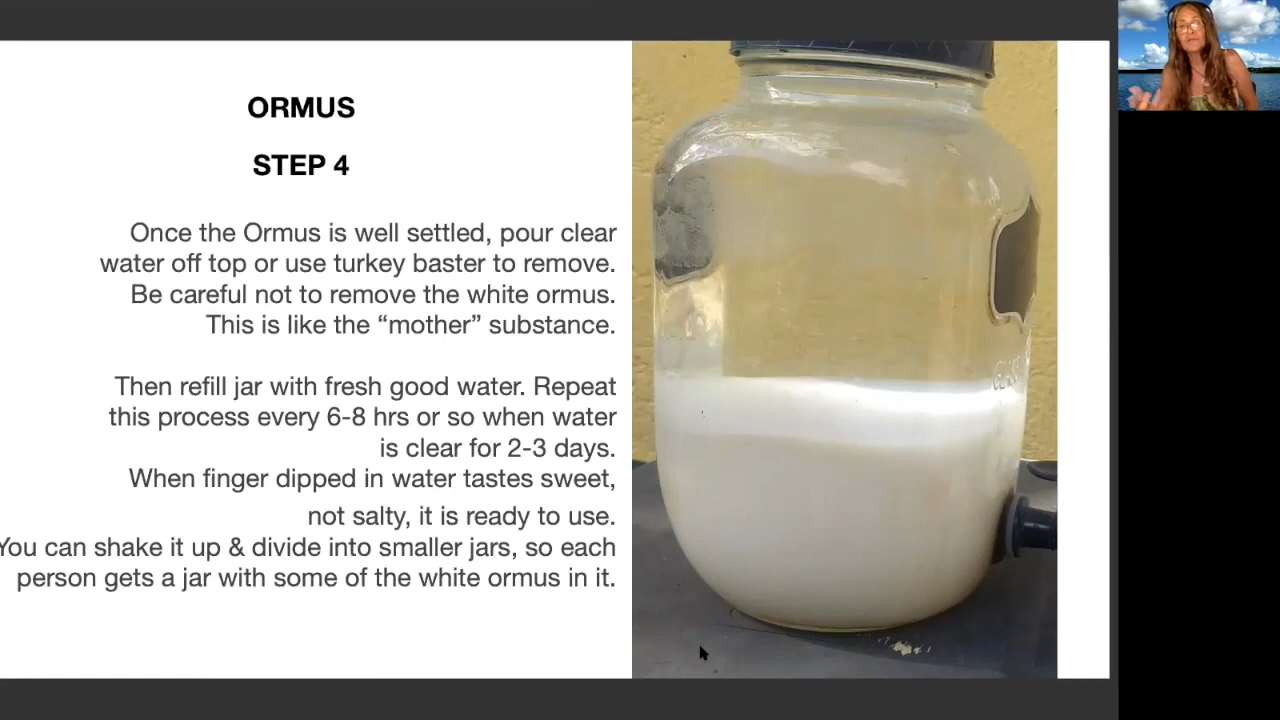 ORMUS
STEP 4
Once the Ormus is well settled, pour clear
water off top or use turkey baster to remove.
Be careful not to remove the white ormus.
This is like the “mother” substance.
Then refill jar with fresh good water. Repeat
this process every 6-8 hrs or so when water
is clear for 2-3 days.
When finger dipped in water tastes sweet,
not salty, it is ready to use.
You can shake it up & divide into smaller jars, so each
person gets a jar with some of the white ormus in it.